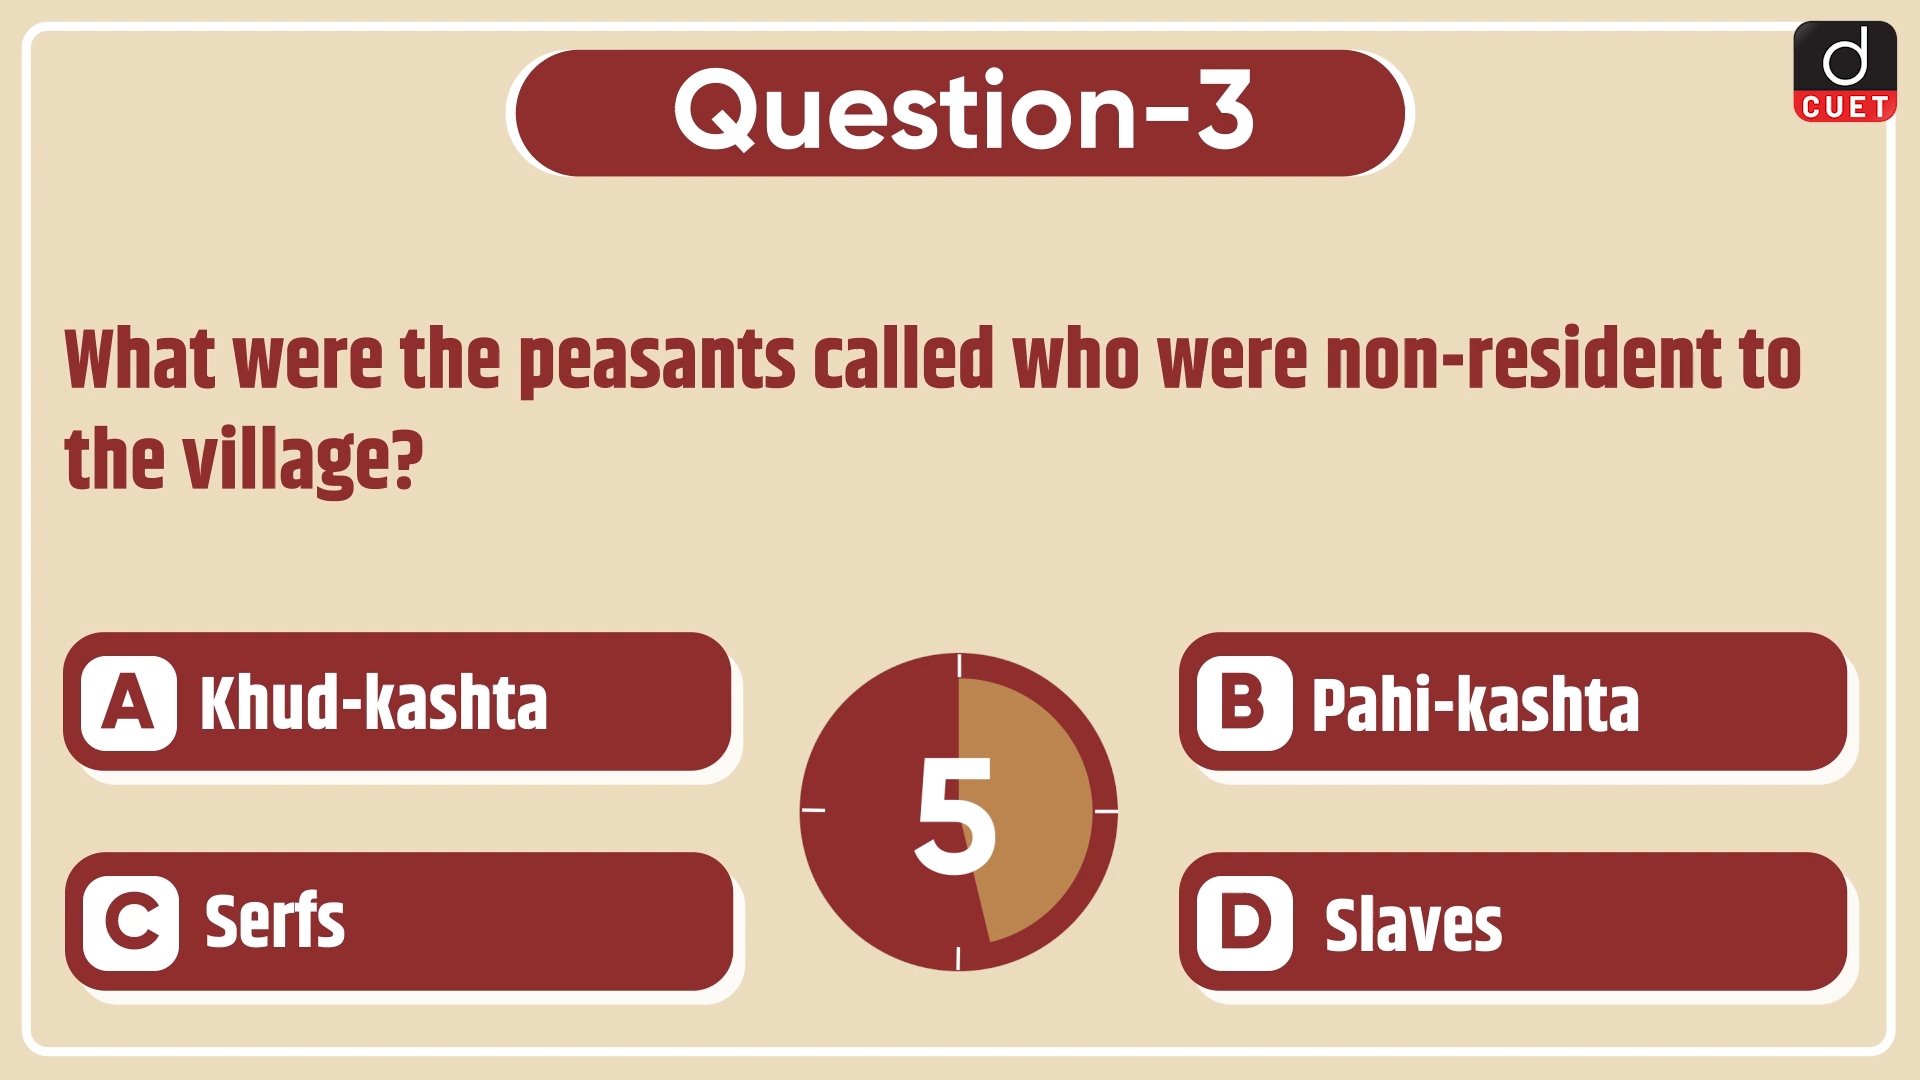 Question-3
d
CUET
What were the peasants called who were non-resident to
the village?
A Khud-kashta
B Pahi-kashta
5
C Serfs
D Slaves